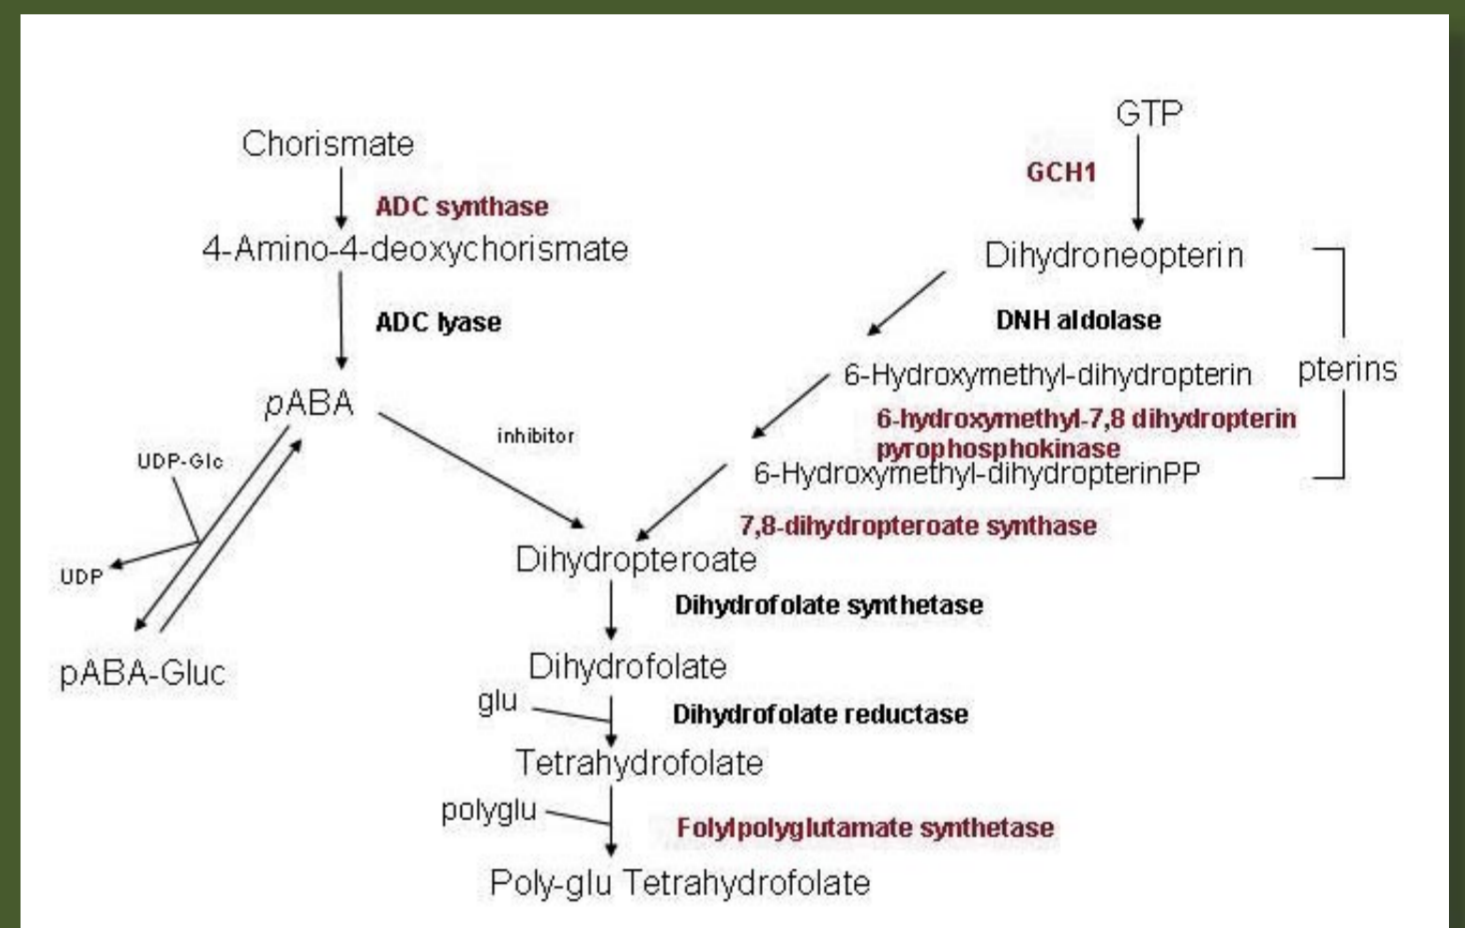 GTP
Chorismate
GCH1
ADC synthase
4-Amino-4-deoxychorismate
Dihydroneopterin
ADC lyase
DNH aldolase
6-Hydroxymethyl-dihydropterin
pterins
pABA
6-hydroxymethyl-7,8 dihydropterin
pyrophosphokinase
inhibitor
UDP-Glc
6-Hydroxymethyl-dihydropterinPP
7,8-dihydropteroate synthase
Dihydropteroate
UDP
Dihydrofolate synthetase
pABA-Gluc
Dihydrofolate
glu
Dihydrofolate reductase
Tetrahydrofolate
polyglu
Folylpolyglutamate synthetase
Poly-glu Tetrahydrofolate